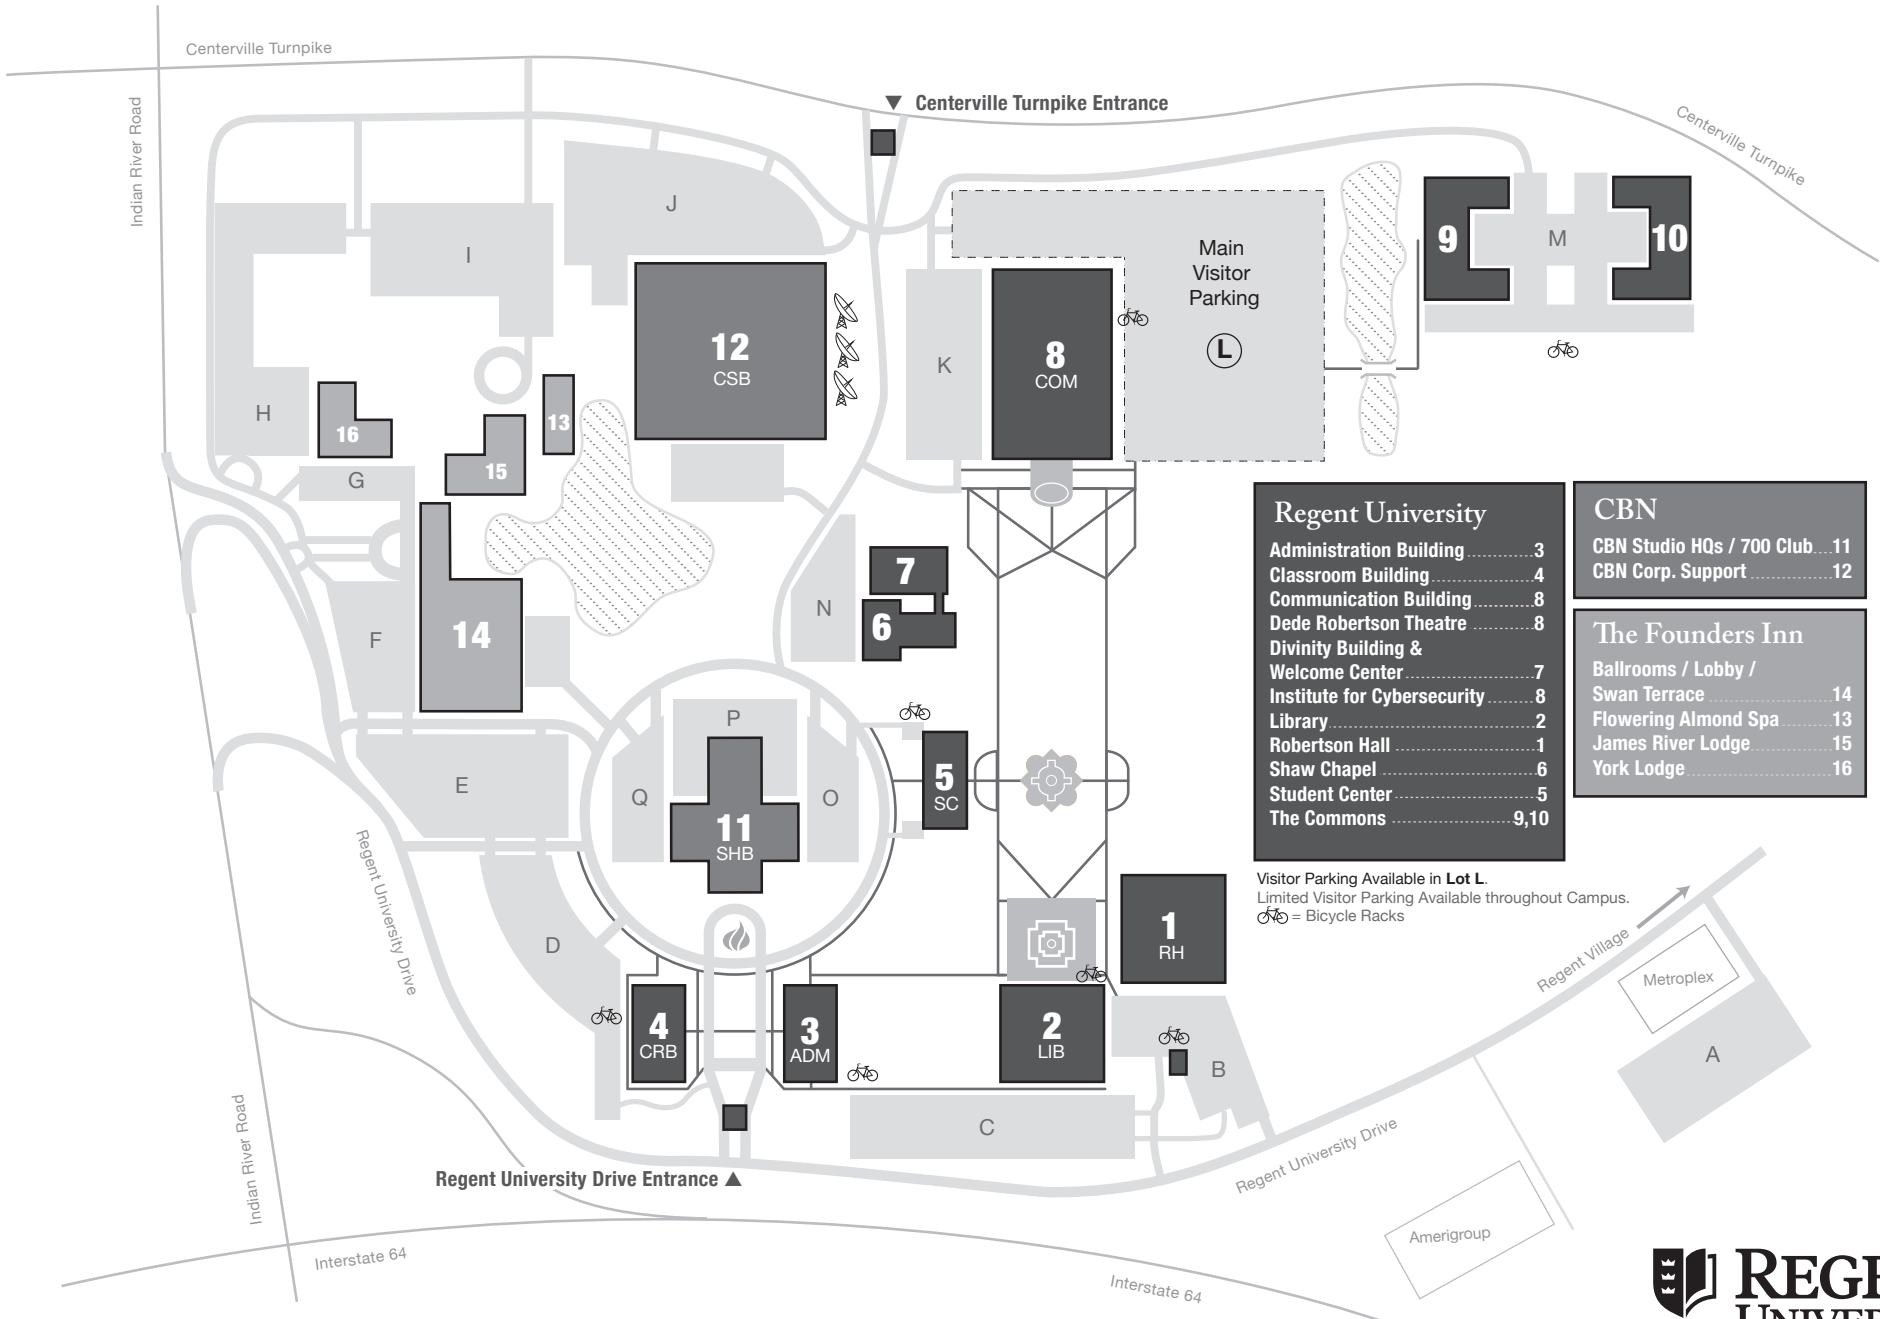 Centerville Turnpike
Indian River Road
▼ Centerville Turnpike Entrance
Centerville Turnpike
J
I
H
G
F
E
D
K
Main
Visitor
Parking
L
9
M
10
12
CSB
8
COM
16
15
13
14
7
6
N
P
Q
O
11
SHB
5
SC
1
RH
4
CRB
3
ADM
2
LIB
B
C
A
Regent University
Administration Building 3
Classroom Building 4
Communication Building 8
Dede Robertson Theatre 8
Divinity Building &
Welcome Center 7
Institute for Cybersecurity 8
Library 2
Robertson Hall 1
Shaw Chapel 6
Student Center 5
The Commons 9,10
CBN
CBN Studio HQs / 700 Club 11
CBN Corp. Support 12
The Founders Inn
Ballrooms / Lobby /
Swan Terrace 14
Flowering Almond Spa 13
James River Lodge 15
York Lodge 16
Visitor Parking Available in Lot L.
Limited Visitor Parking Available throughout Campus.
= Bicycle Racks
Regent Village
Metroplex
Regent University Drive
Regent University Drive
Amerigroup
Indian River Road
Regent University Drive Entrance ▲
Interstate 64
Interstate 64